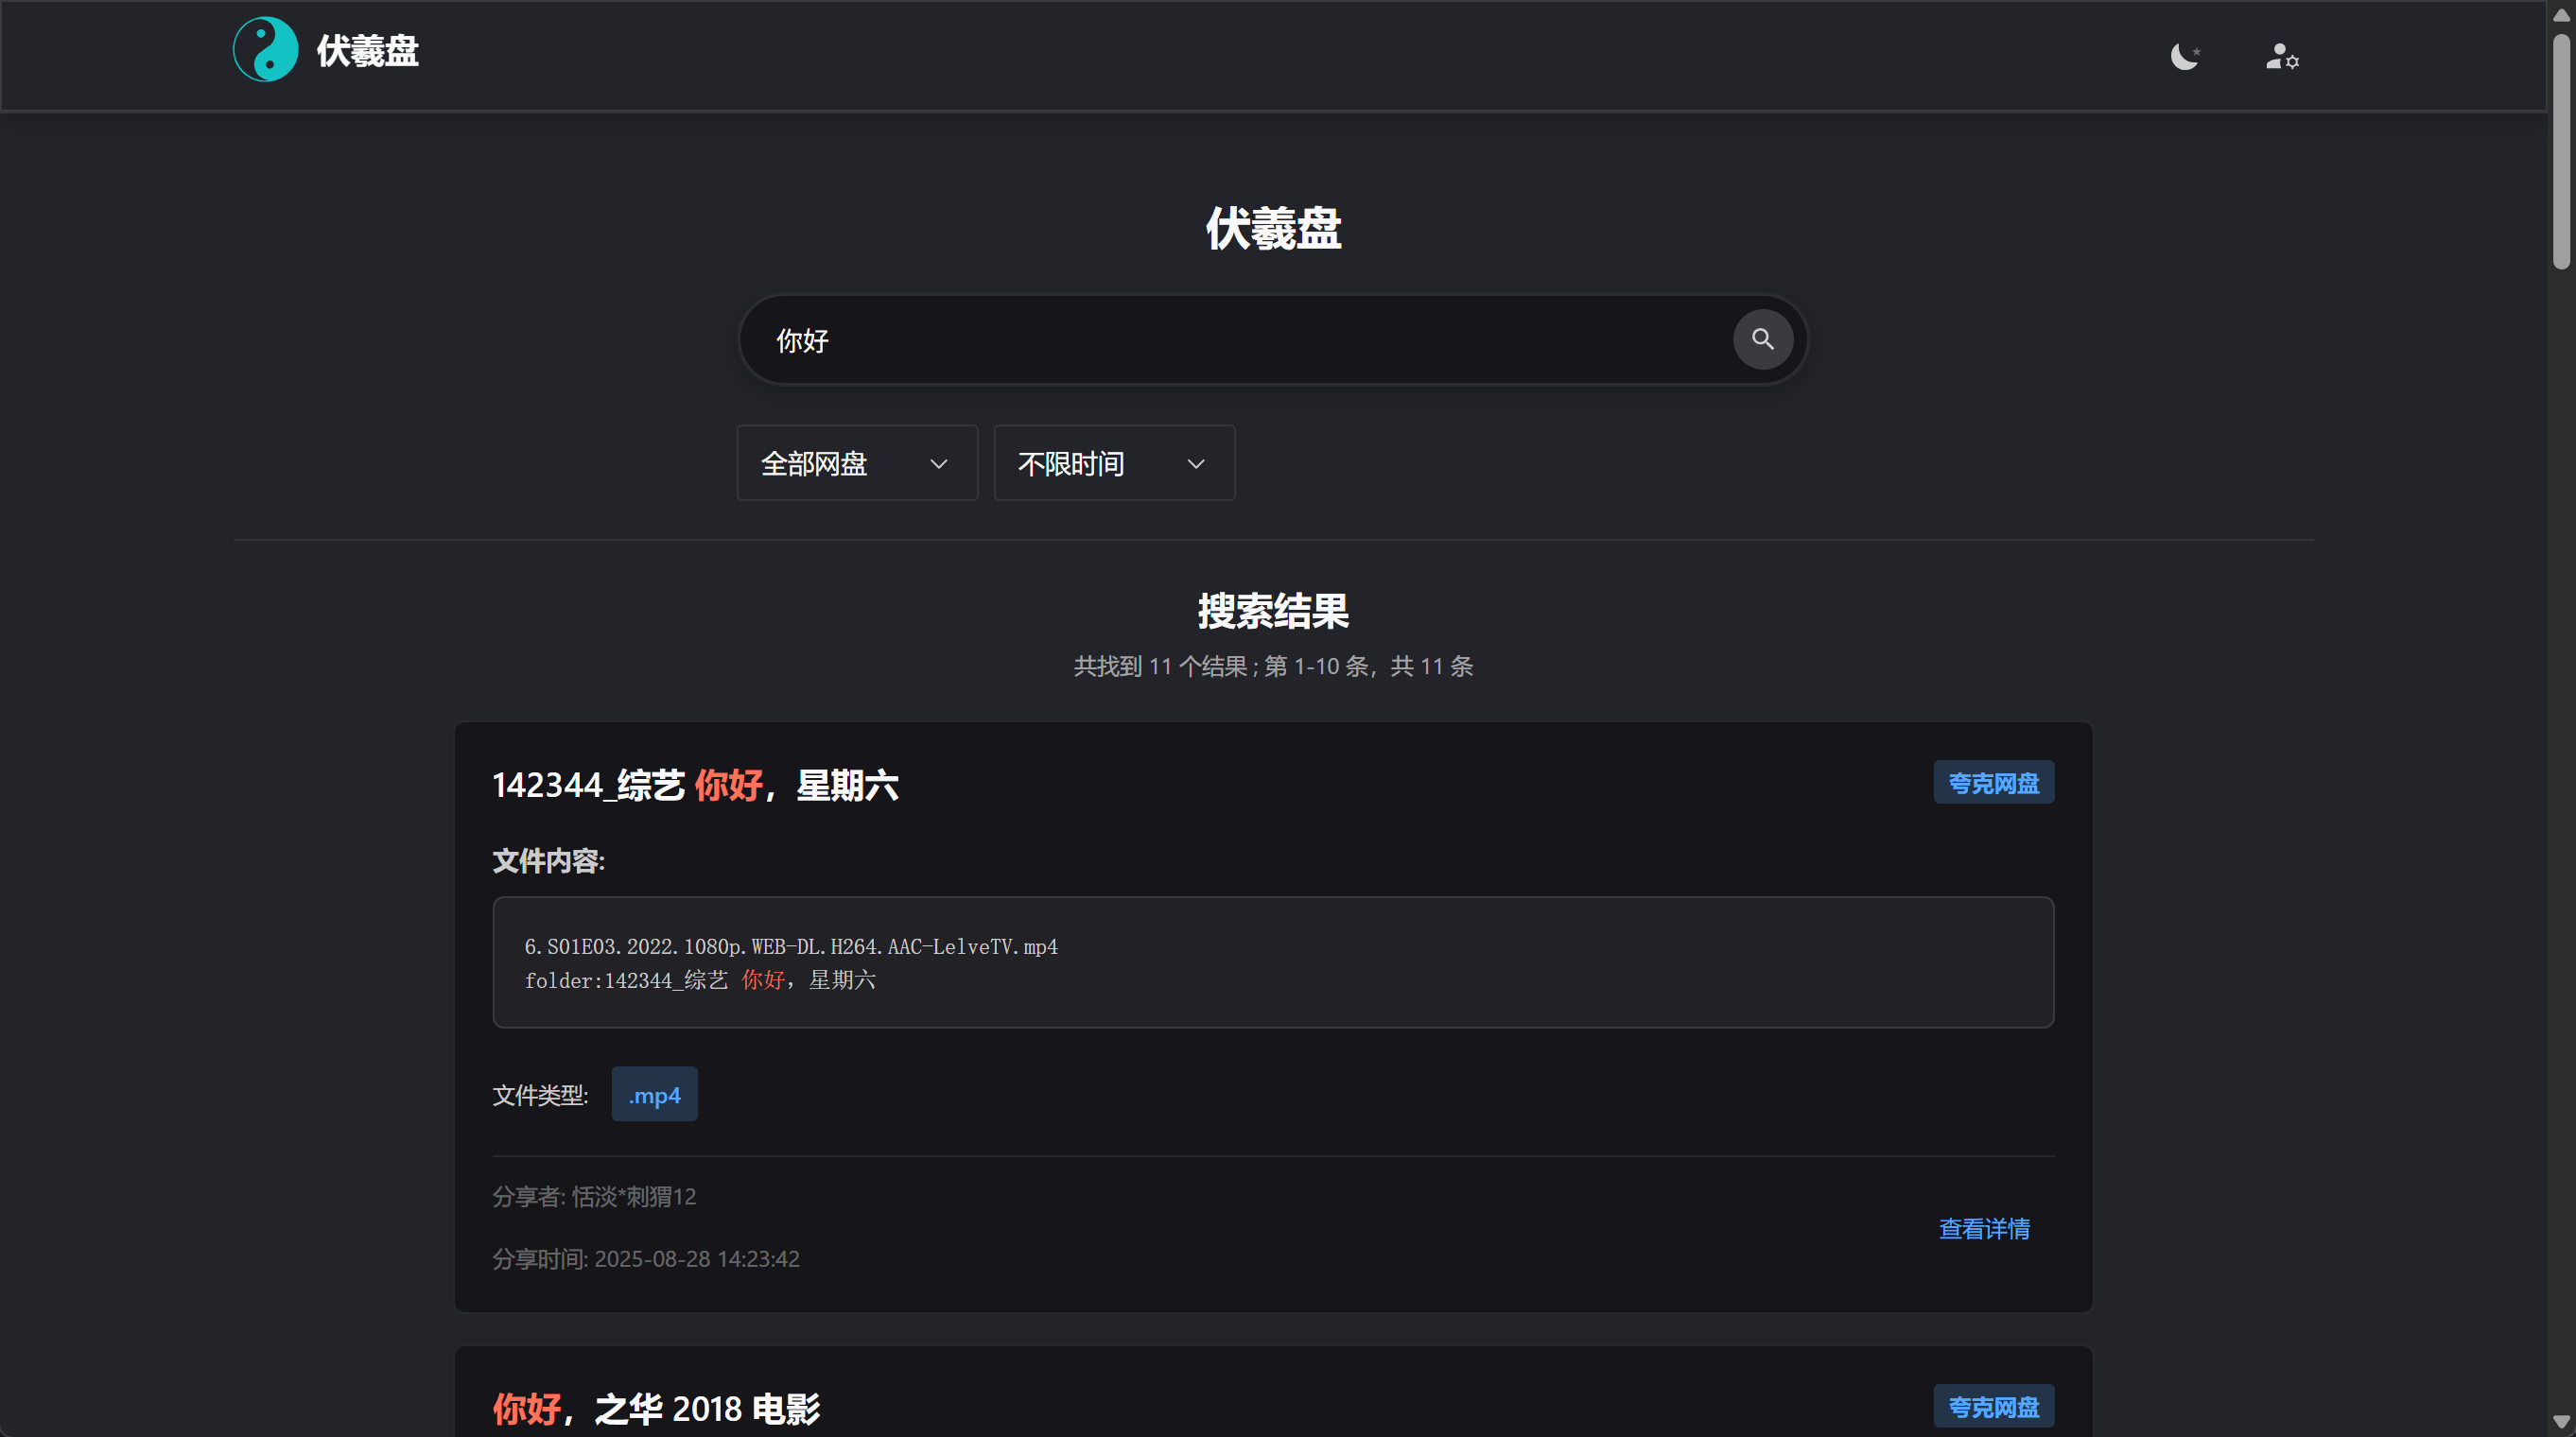 伏羲盘
伏羲盘
你好
全部网盘
不限时间
搜索结果
共找到 11 个结果 ; 第 1-10 条，共 11 条
142344_综艺 你好，星期六
夸克网盘
文件内容:
6.S01E03.2022.1080p.WEB-DL.H264.AAC-LelveTV.mp4
folder:142344_综艺 你好，星期六
文件类型:
.mp4
分享者: 恬淡*刺猬12
分享时间: 2025-08-28 14:23:42
查看详情
你好，之华 2018 电影
夸克网盘